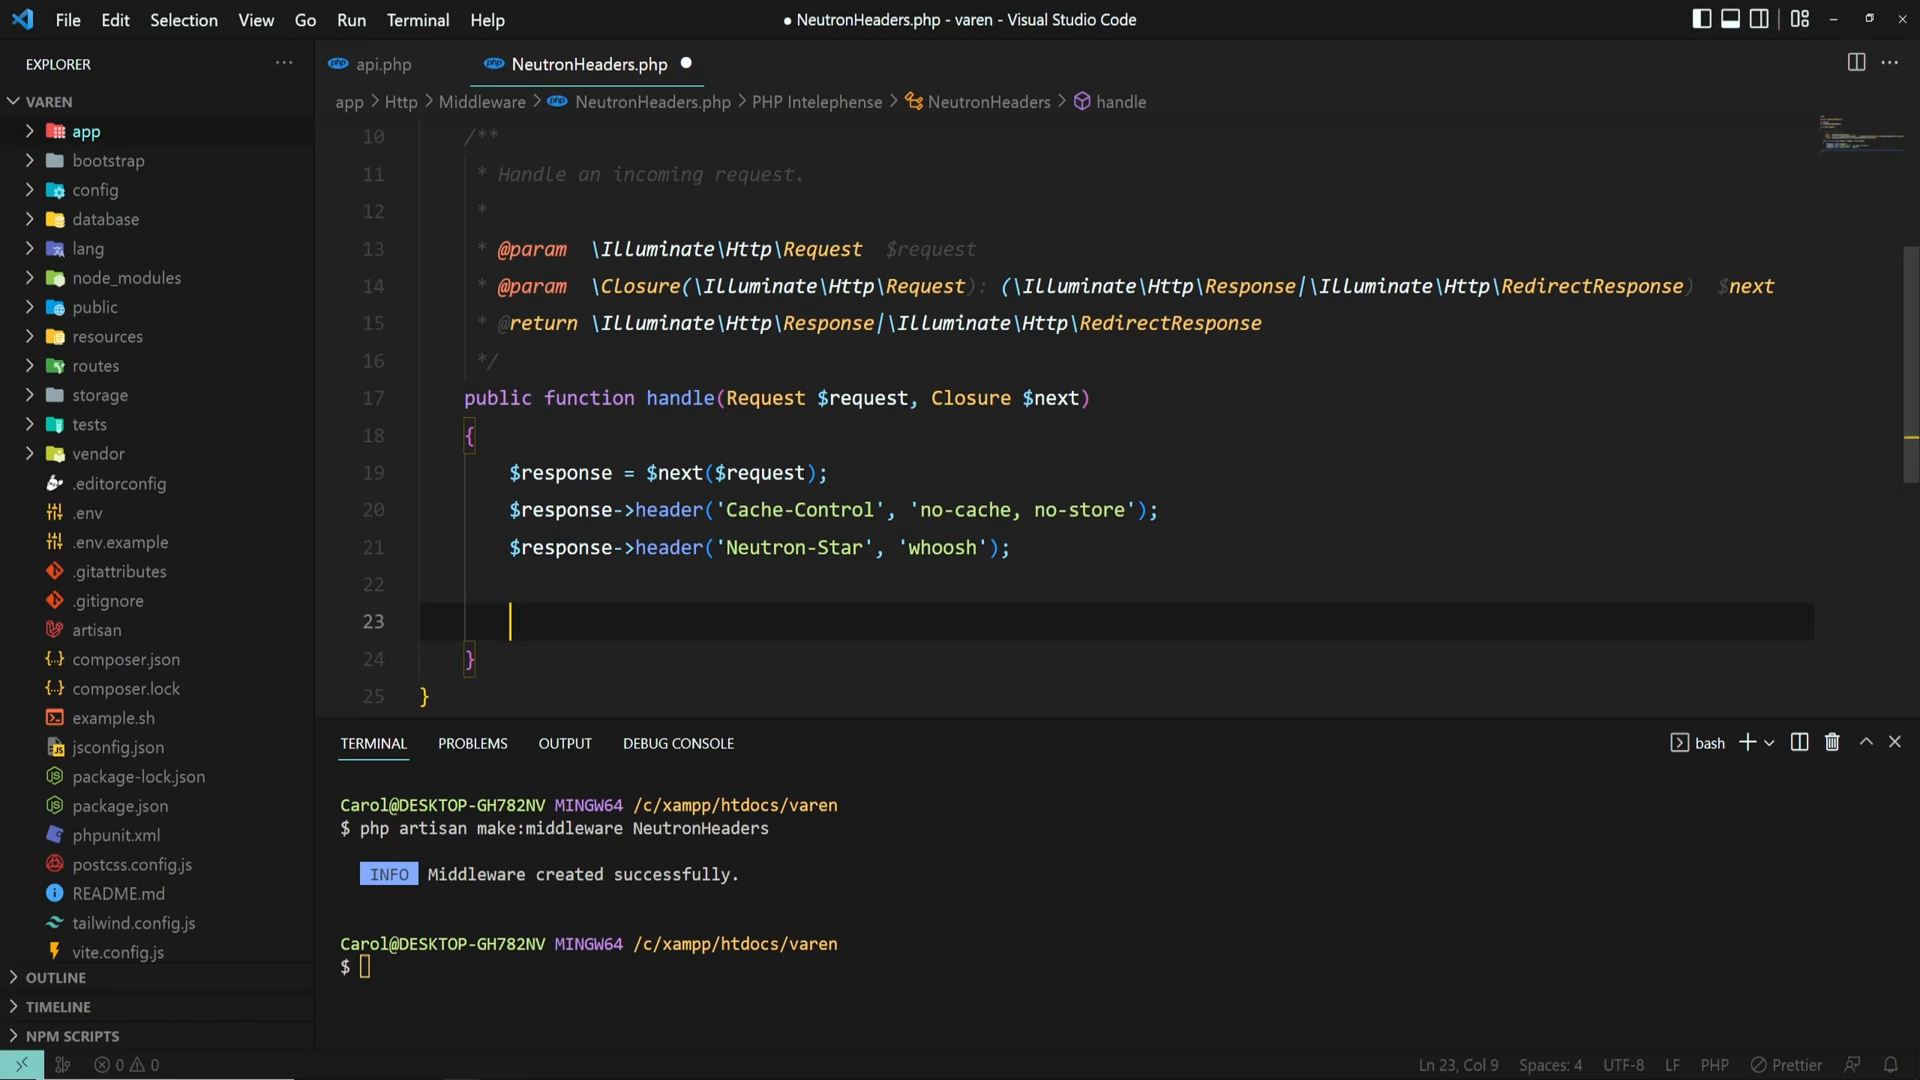 File Edit Selection View Go Run Terminal Help
● NeutronHeaders.php - varen - Visual Studio Code
EXPLORER
VAREN
app
bootstrap
config
database
lang
node_modules
public
resources
routes
storage
tests
vendor
.editorconfig
.env
.env.example
.gitattributes
.gitignore
artisan
composer.json
composer.lock
example.sh
jsconfig.json
package-lock.json
package.json
phpunit.xml
postcss.config.js
README.md
tailwind.config.js
vite.config.js
OUTLINE
TIMELINE
NPM SCRIPTS
php api.php
php NeutronHeaders.php ●
app > Http > Middleware > php NeutronHeaders.php > PHP Intelephense > NeutronHeaders > handle
10 /**
11 * Handle an incoming request.
12 *
13 * @param \Illuminate\Http\Request $request
14 * @param \Closure(\Illuminate\Http\Request): (\Illuminate\Http\Response|\Illuminate\Http\RedirectResponse) $next
15 * @return \Illuminate\Http\Response|\Illuminate\Http\RedirectResponse
16 */
17 public function handle(Request $request, Closure $next)
18 {
19 $response = $next($request);
20 $response->header('Cache-Control', 'no-cache, no-store');
21 $response->header('Neutron-Star', 'whoosh');
22
23
24 }
25 }
TERMINAL PROBLEMS OUTPUT DEBUG CONSOLE
bash
Carol@DESKTOP-GH782NV MINGW64 /c/xampp/htdocs/varen
$ php artisan make:middleware NeutronHeaders
INFO Middleware created successfully.
Carol@DESKTOP-GH782NV MINGW64 /c/xampp/htdocs/varen
$
0 0
Ln 23, Col 9 Spaces: 4 UTF-8 LF PHP Prettier